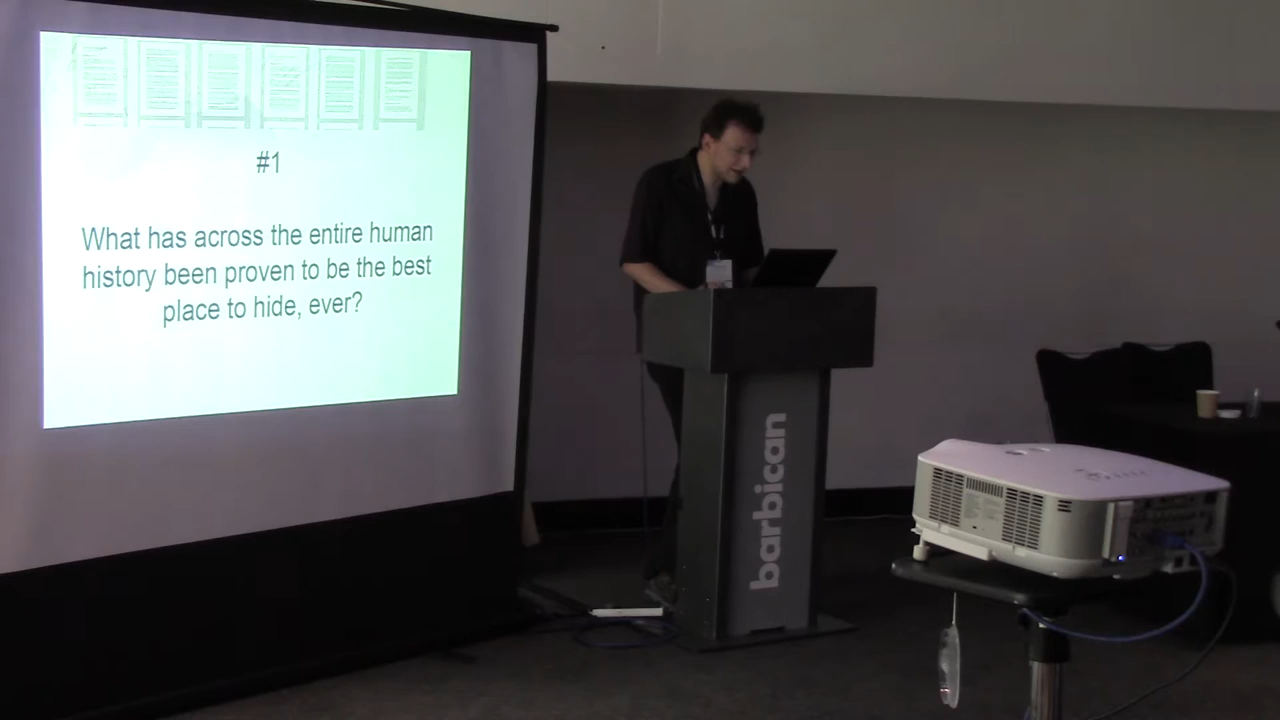 #1
What has across the entire human
history been proven to be the best
place to hide, ever?
barbican